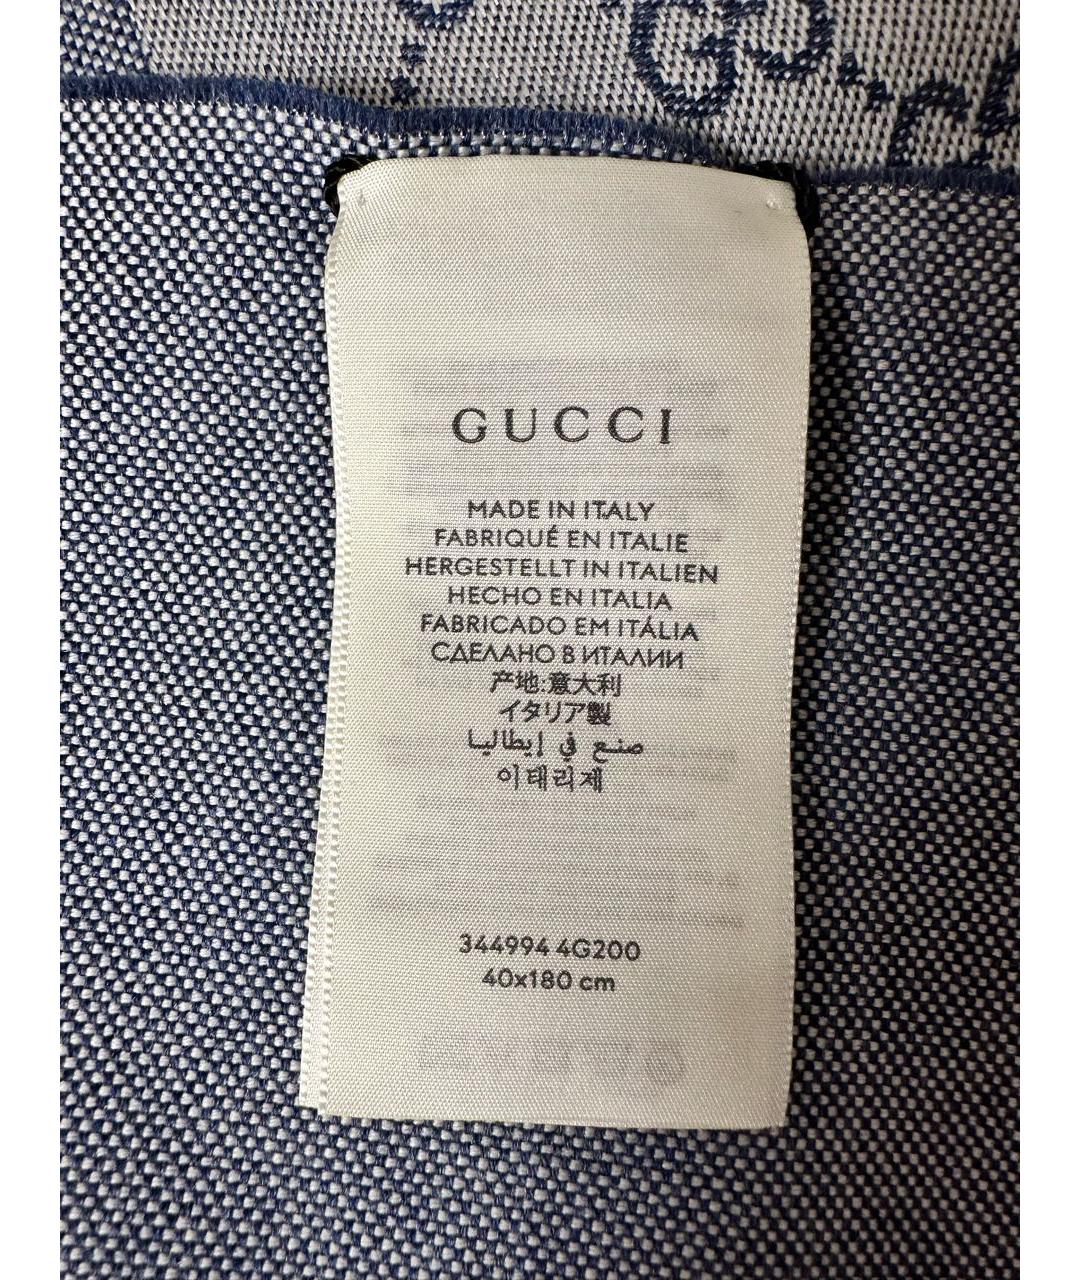 GUCCI
MADE IN ITALY
FABRIQUÉ EN ITALIE
HERGESTELLT IN ITALIEN
HECHO EN ITALIA
FABRICADO EM ITÁLIA
СДЕЛАНО В ИТАЛИИ
产地:意大利
イタリア製
صنع في إيطاليا
이태리제
344994 4G200
40x180 cm